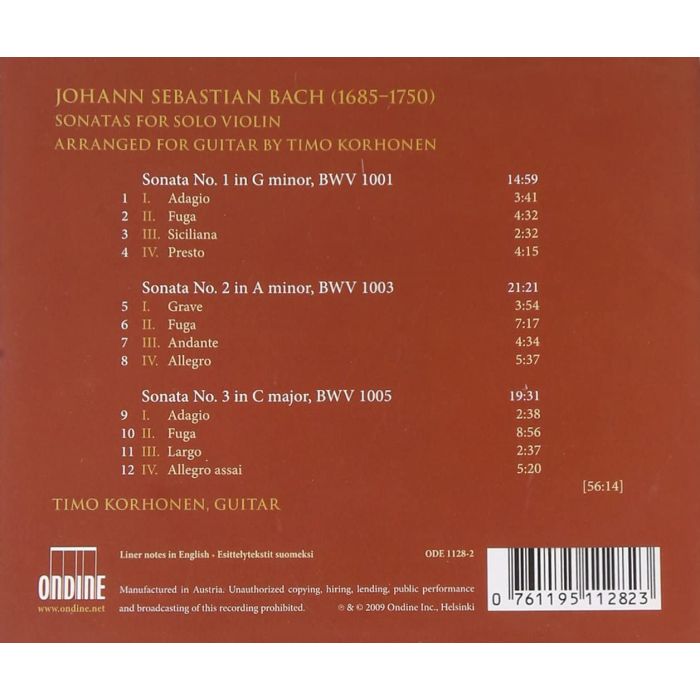 JOHANN SEBASTIAN BACH (1685–1750)
SONATAS FOR SOLO VIOLIN
ARRANGED FOR GUITAR BY TIMO KORHONEN
Sonata No. 1 in G minor, BWV 1001 14:59
1 I. Adagio 3:41
2 II. Fuga 4:32
3 III. Siciliana 2:32
4 IV. Presto 4:15
Sonata No. 2 in A minor, BWV 1003 21:21
5 I. Grave 3:54
6 II. Fuga 7:17
7 III. Andante 4:34
8 IV. Allegro 5:37
Sonata No. 3 in C major, BWV 1005 19:31
9 I. Adagio 2:38
10 II. Fuga 8:56
11 III. Largo 2:37
12 IV. Allegro assai 5:20
[56:14]
TIMO KORHONEN, GUITAR
ONDINE
www.ondine.net
Liner notes in English • Esittelytekstit suomeksi ODE 1128-2
Manufactured in Austria. Unauthorized copying, hiring, lending, public performance
and broadcasting of this recording prohibited. ℗ & © 2009 Ondine Inc., Helsinki
0 761195 112823